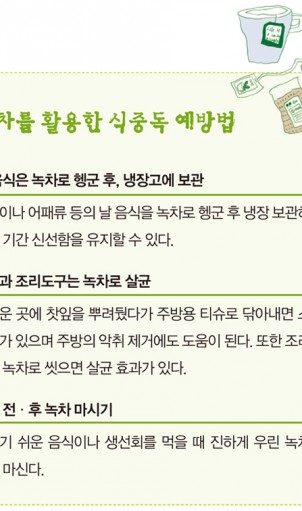 차를 활용한 식중독 예방법
음식은 녹차로 헹군 후, 냉장고에 보관
이나 어패류 등의 날 음식을 녹차로 헹군 후 냉장 보관하
기간 신선함을 유지할 수 있다.
과 조리도구는 녹차로 살균
운 곳에 찻잎을 뿌려뒀다가 주방용 티슈로 닦아내면
가 있으며 주방의 악취 제거에도 도움이 된다. 또한 조리
녹차로 씻으면 살균 효과가 있다.
전 · 후 녹차 마시기
기 쉬운 음식이나 생선회를 먹을 때 진하게 우린 녹차
마신다.